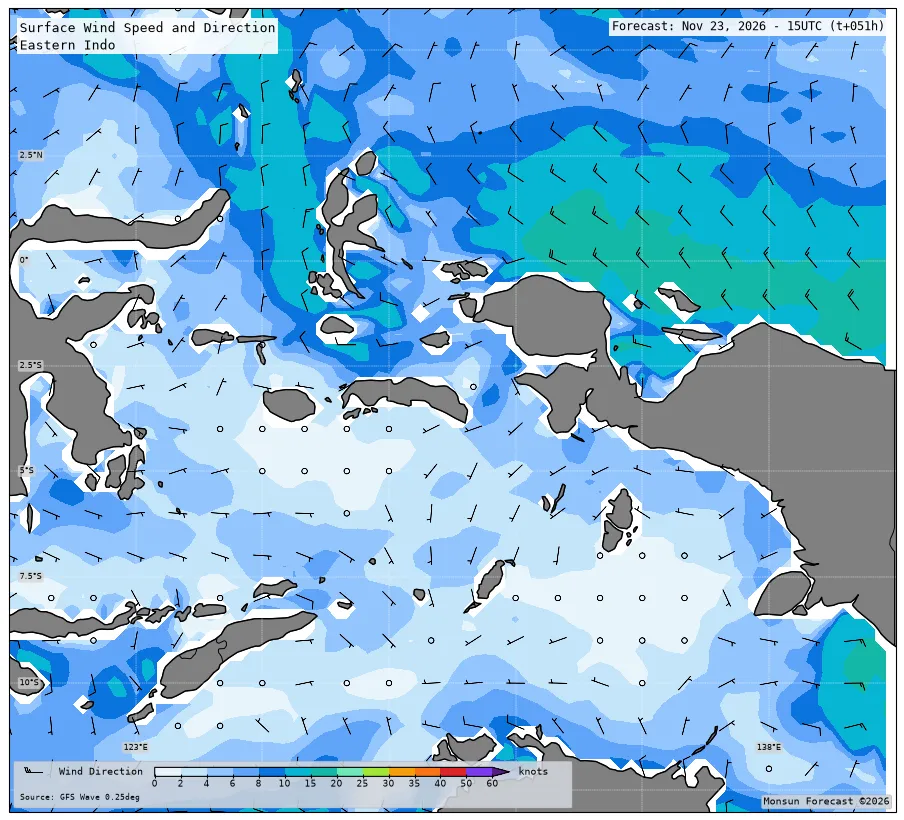 Surface Wind Speed and Direction
Eastern Indo
Forecast: Nov 23, 2026 - 15UTC (t+051h)
2.5°N
0°
2.5°S
5°S
7.5°S
10°S
123°E
138°E
Wind Direction
knots
0 2 4 6 8 10 15 20 25 30 35 40 50 60
Source: GFS Wave 0.25deg
Monsun Forecast ©2026